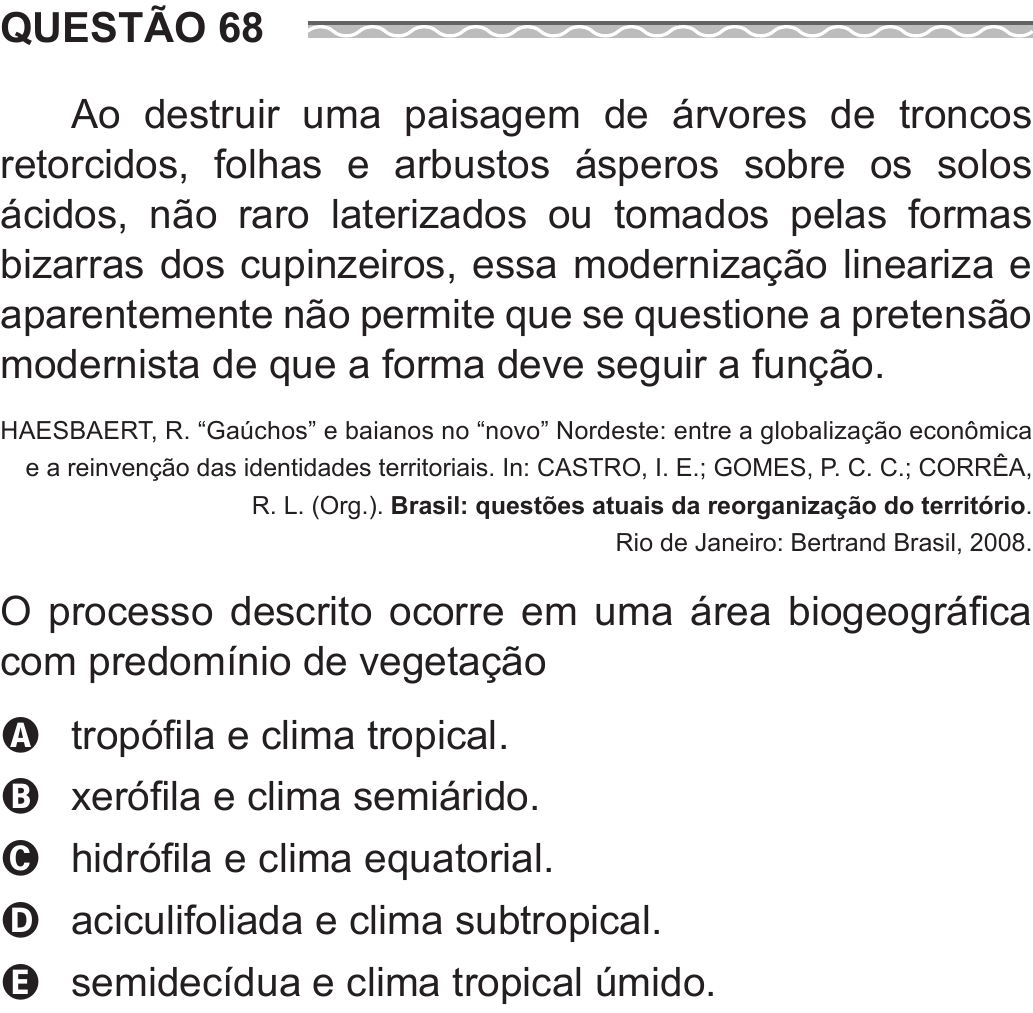 QUESTÃO 68
Ao destruir uma paisagem de árvores de troncos
retorcidos, folhas e arbustos ásperos sobre os solos
ácidos, não raro laterizados ou tomados pelas formas
bizarras dos cupinzeiros, essa modernização lineariza e
aparentemente não permite que se questione a pretensão
modernista de que a forma deve seguir a função.
HAESBAERT, R. “Gaúchos” e baianos no “novo” Nordeste: entre a globalização econômica
e a reinvenção das identidades territoriais. In: CASTRO, I. E.; GOMES, P. C. C.; CORRÊA,
R. L. (Org.). Brasil: questões atuais da reorganização do território.
Rio de Janeiro: Bertrand Brasil, 2008.
O processo descrito ocorre em uma área biogeográfica
com predomínio de vegetação
A tropófila e clima tropical.
B xerófila e clima semiárido.
C hidrófila e clima equatorial.
D aciculifoliada e clima subtropical.
E semidecídua e clima tropical úmido.